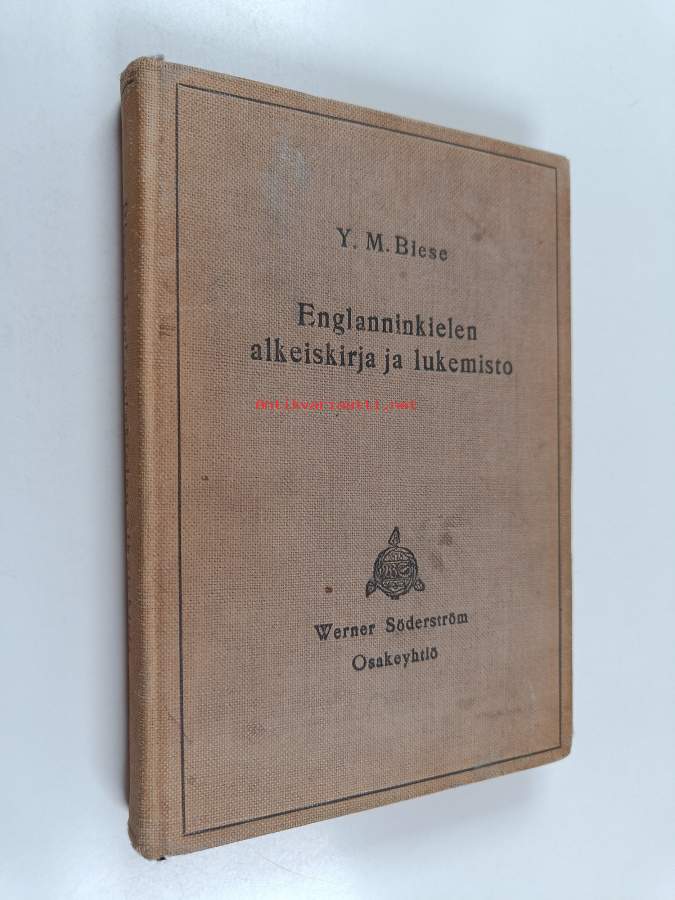 Y. M. Biese
Englanninkielen
alkeiskirja ja lukemisto
Antikvariaatti.net
Werner Söderström
Osakeyhtiö